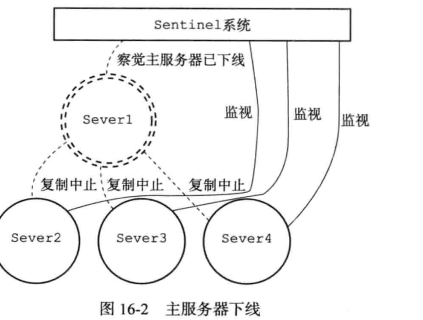 Sentinel系统
察觉主服务器已下线
Sever1
监视
监视
监视
复制中止
复制中止
复制中止
Sever2
Sever3
Sever4
图 16-2 主服务器下线